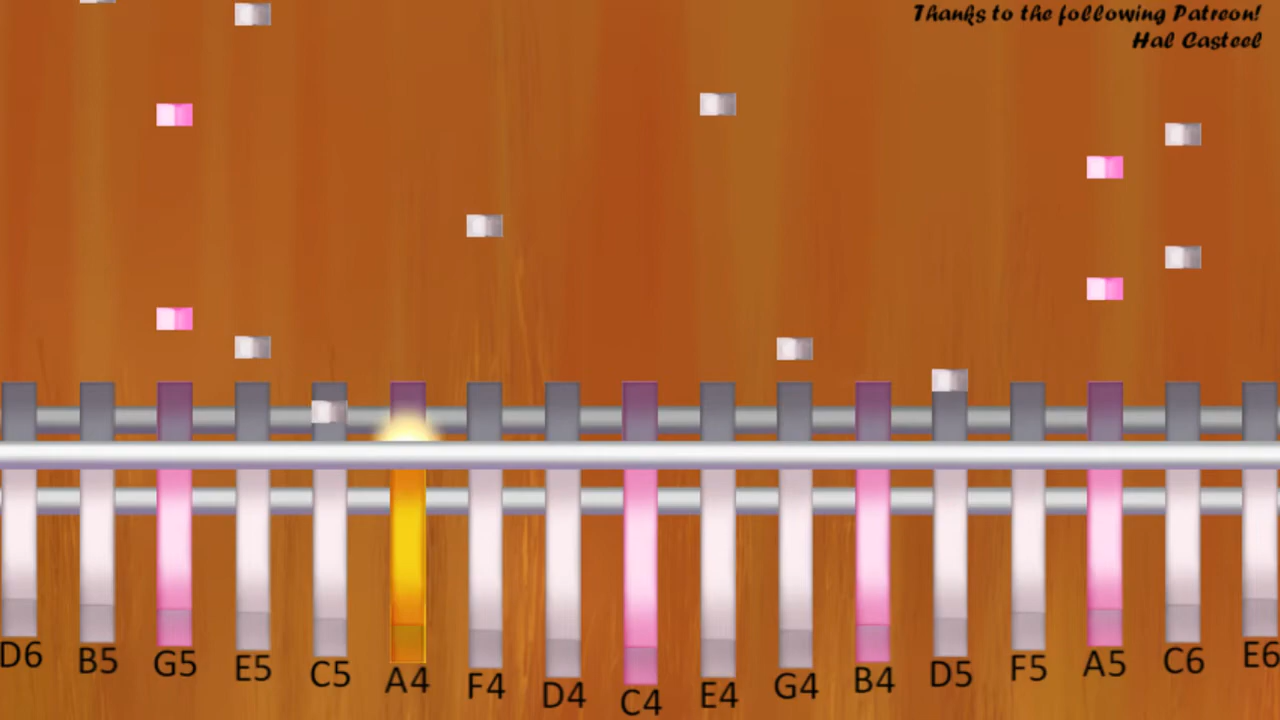 Thanks to the following Patreon!
Hal Casteel
D6 B5 G5 E5 C5 A4 F4 D4 C4 E4 G4 B4 D5 F5 A5 C6 E6